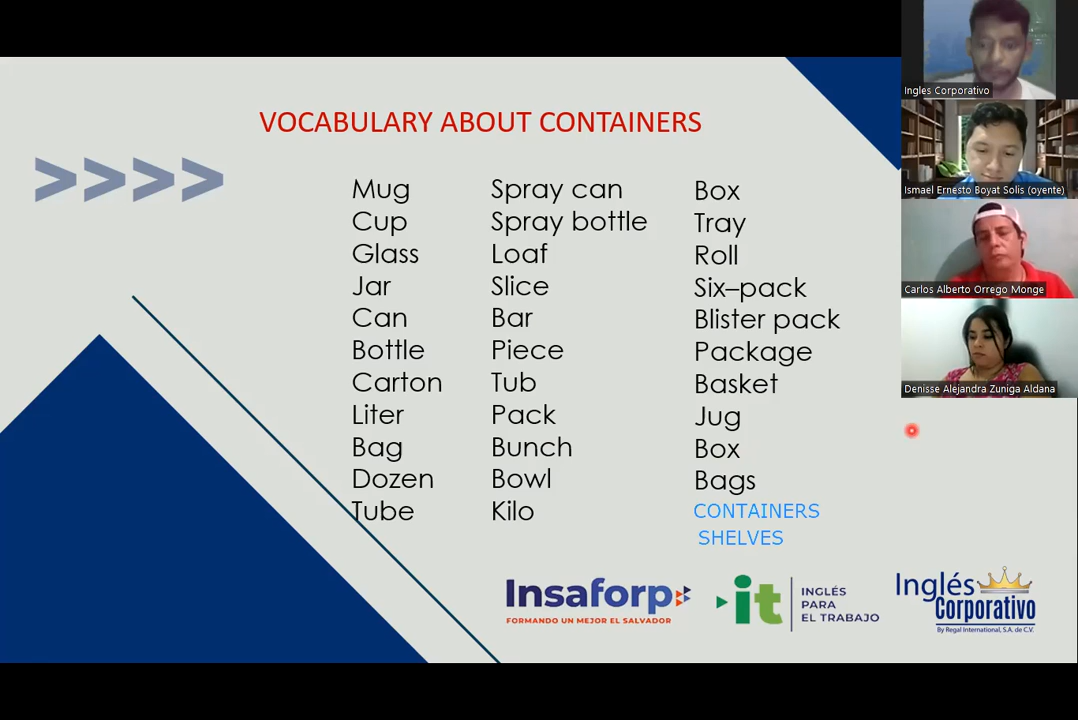 VOCABULARY ABOUT CONTAINERS
>>>>
Mug
Cup
Glass
Jar
Can
Bottle
Carton
Liter
Bag
Dozen
Tube
Spray can
Spray bottle
Loaf
Slice
Bar
Piece
Tub
Pack
Bunch
Bowl
Kilo
Box
Tray
Roll
Six–pack
Blister pack
Package
Basket
Jug
Box
Bags
CONTAINERS
SHELVES
Insaforp
FORMANDO UN MEJOR EL SALVADOR
it
INGLÉS
PARA
EL TRABAJO
Inglés
Corporativo
By Regal International, S.A. de C.V.
Ingles Corporativo
Ismael Ernesto Boyat Solis (oyente)
Carlos Alberto Orrego Monge
Denisse Alejandra Zuniga Aldana